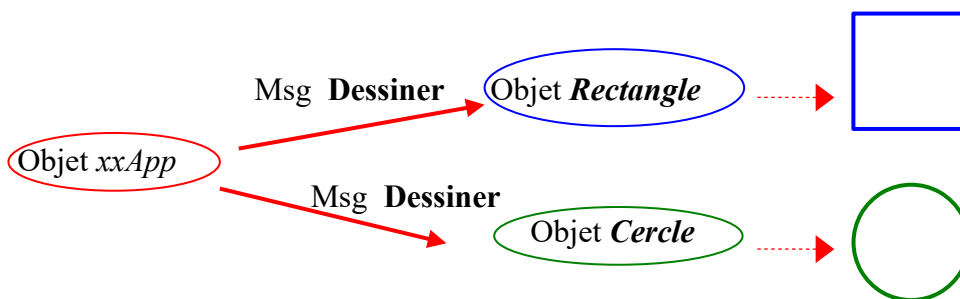 Msg Dessiner
Objet Rectangle
Objet xxApp
Msg Dessiner
Objet Cercle